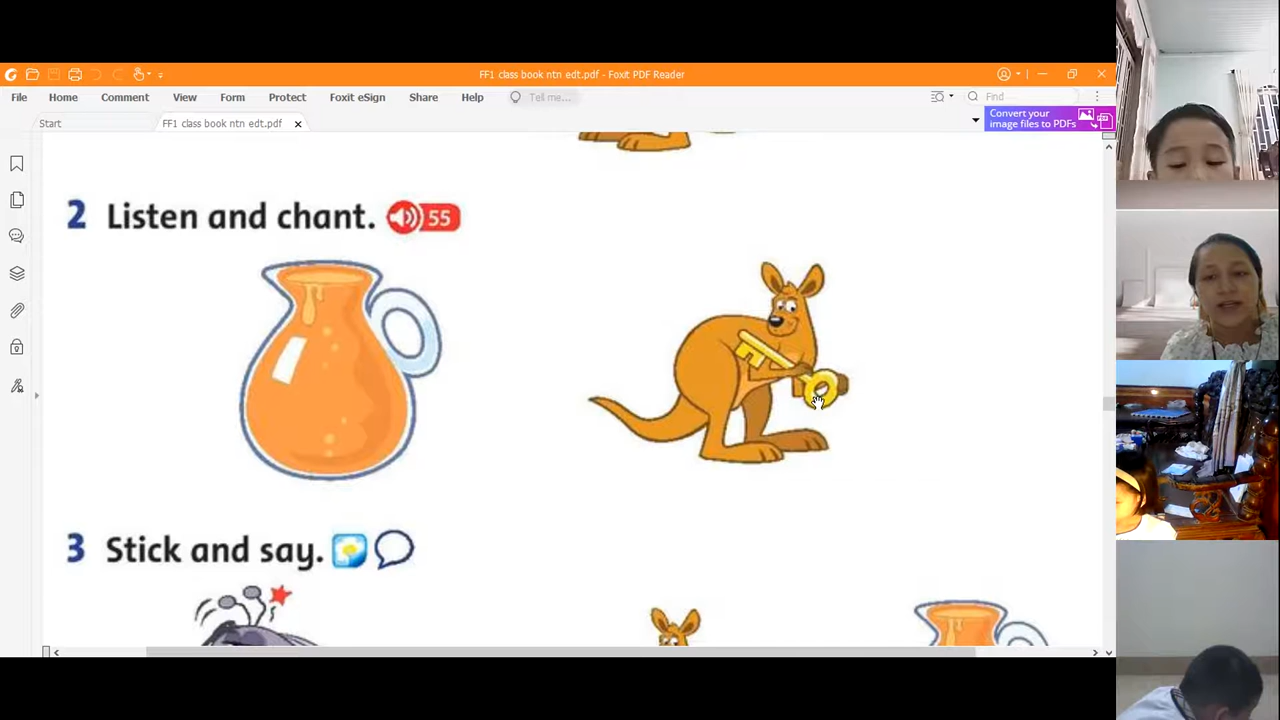 FF1 class book ntn edt.pdf - Foxit PDF Reader
File Home Comment View Form Protect Foxit eSign Share Help Tell me... Find
Start FF1 class book ntn edt.pdf
Convert your
image files to PDFs
2 Listen and chant. 55
3 Stick and say.